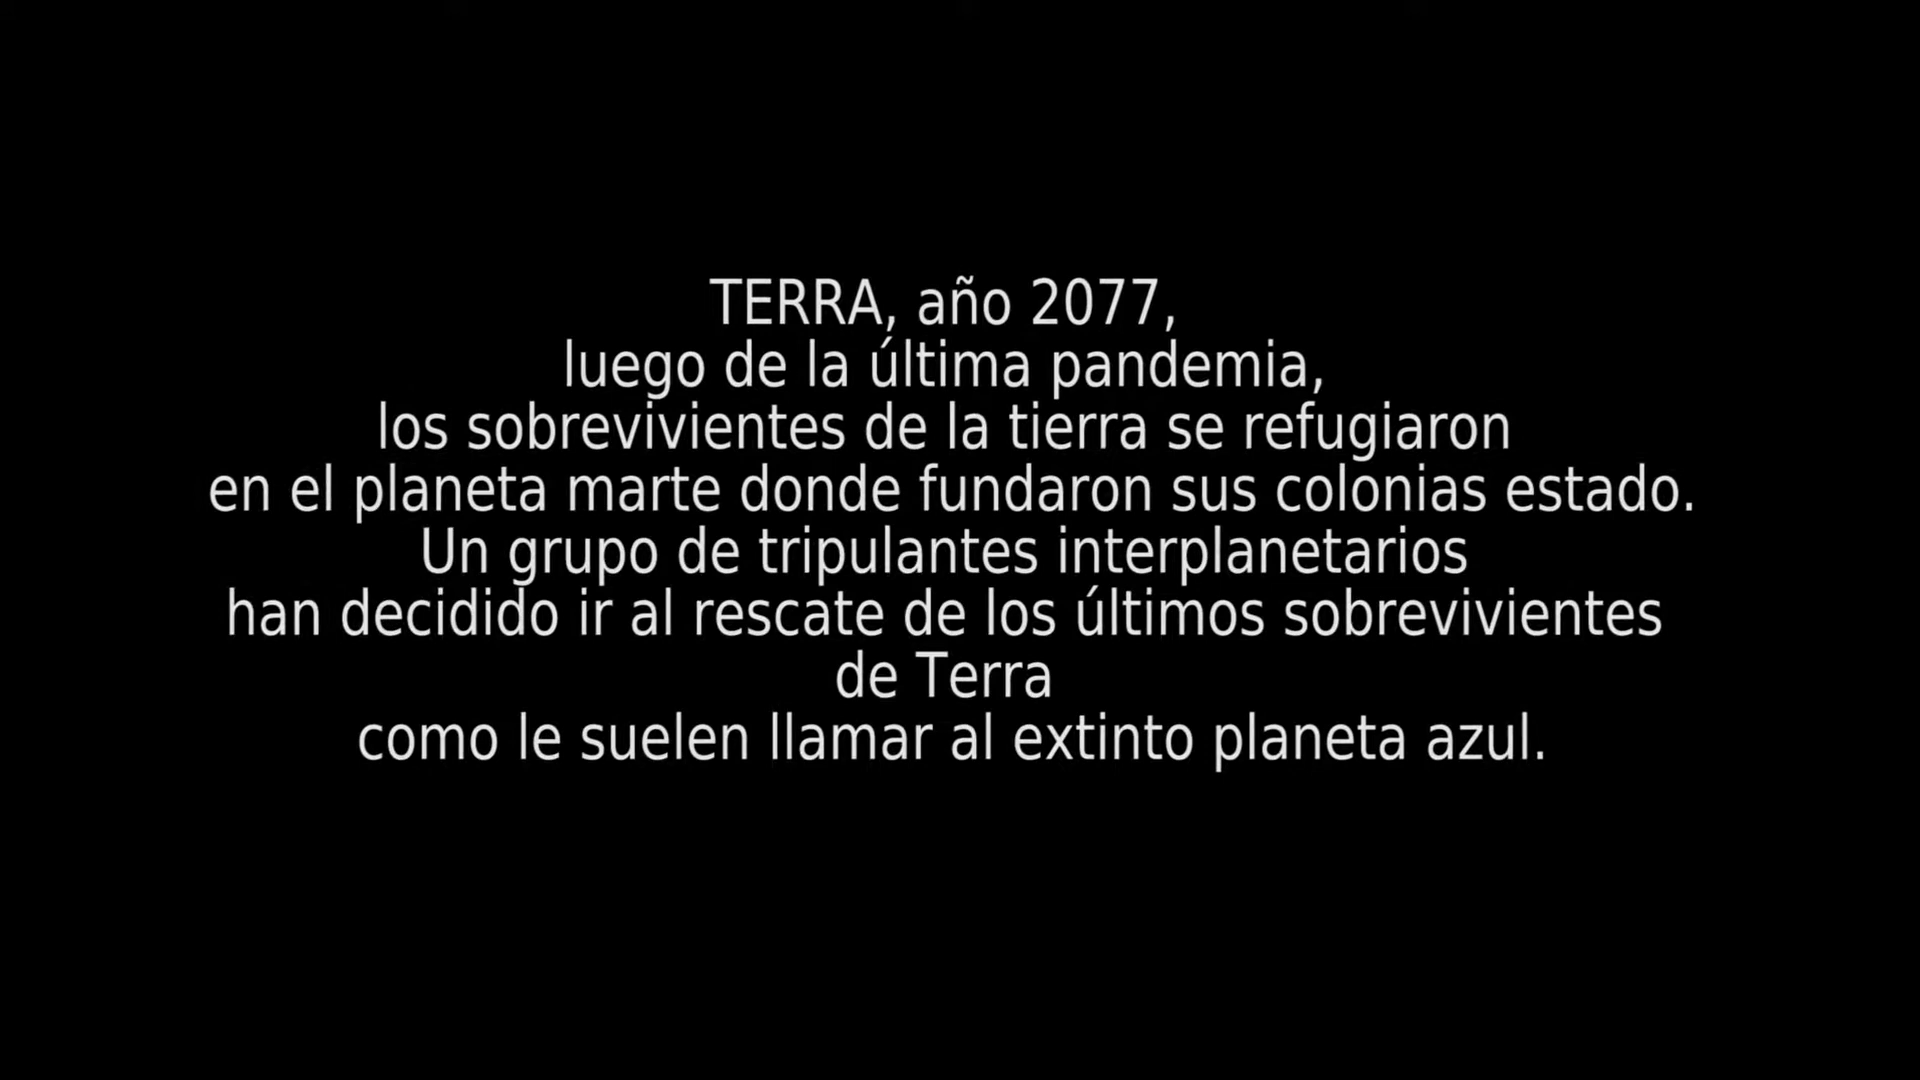 TERRA, año 2077,
luego de la última pandemia,
los sobrevivientes de la tierra se refugiaron
en el planeta marte donde fundaron sus colonias estado.
Un grupo de tripulantes interplanetarios
han decidido ir al rescate de los últimos sobrevivientes
de Terra
como le suelen llamar al extinto planeta azul.